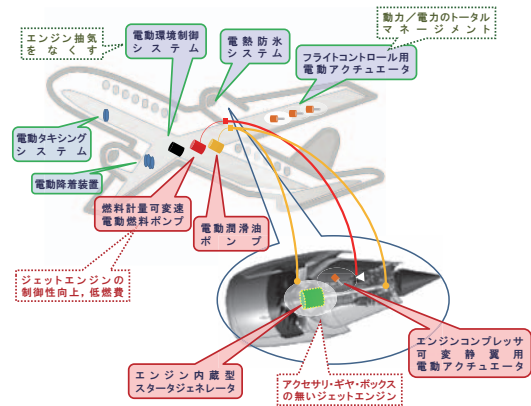 エンジン抽気
をなくす
電動環境制御
システム
電熱防氷
システム
動力／電力のトータル
マネージメント
フライトコントロール用
電動アクチュエータ
電動タキシング
システム
電動降着装置
燃料計量可変速
電動燃料ポンプ
電動潤滑油
ポンプ
ジェットエンジンの
制御性向上，低燃費
エンジン内蔵型
スタータジェネレータ
アクセサリ・ギヤ・ボックス
の無いジェットエンジン
エンジンコンプレッサ
可変静翼用
電動アクチュエータ